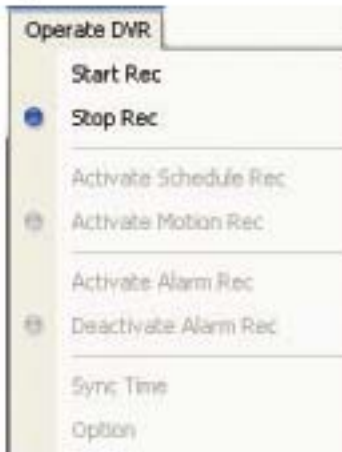 Operate DVR
Start Rec
Stop Rec
Activate Schedule Rec
Activate Motion Rec
Activate Alarm Rec
Deactivate Alarm Rec
Sync Time
Option